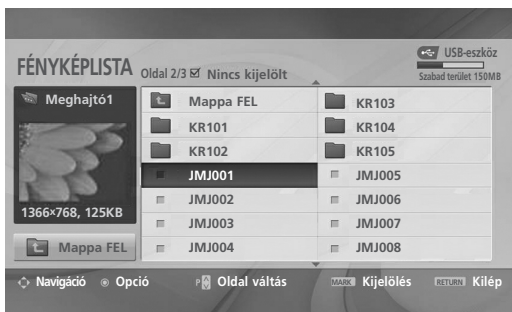 USB-eszköz
FÉNYKÉPLISTA Oldal 2/3 Nincs kijelölt Szabad terület 150MB
Meghajtó1
Mappa FEL KR103
KR101 KR104
KR102 KR105
JMJ001 JMJ005
JMJ002 JMJ006
1366×768, 125KB
JMJ003 JMJ007
Mappa FEL JMJ004 JMJ008
Navigáció Opció P Oldal váltás MARK Kijelölés RETURN Kilép